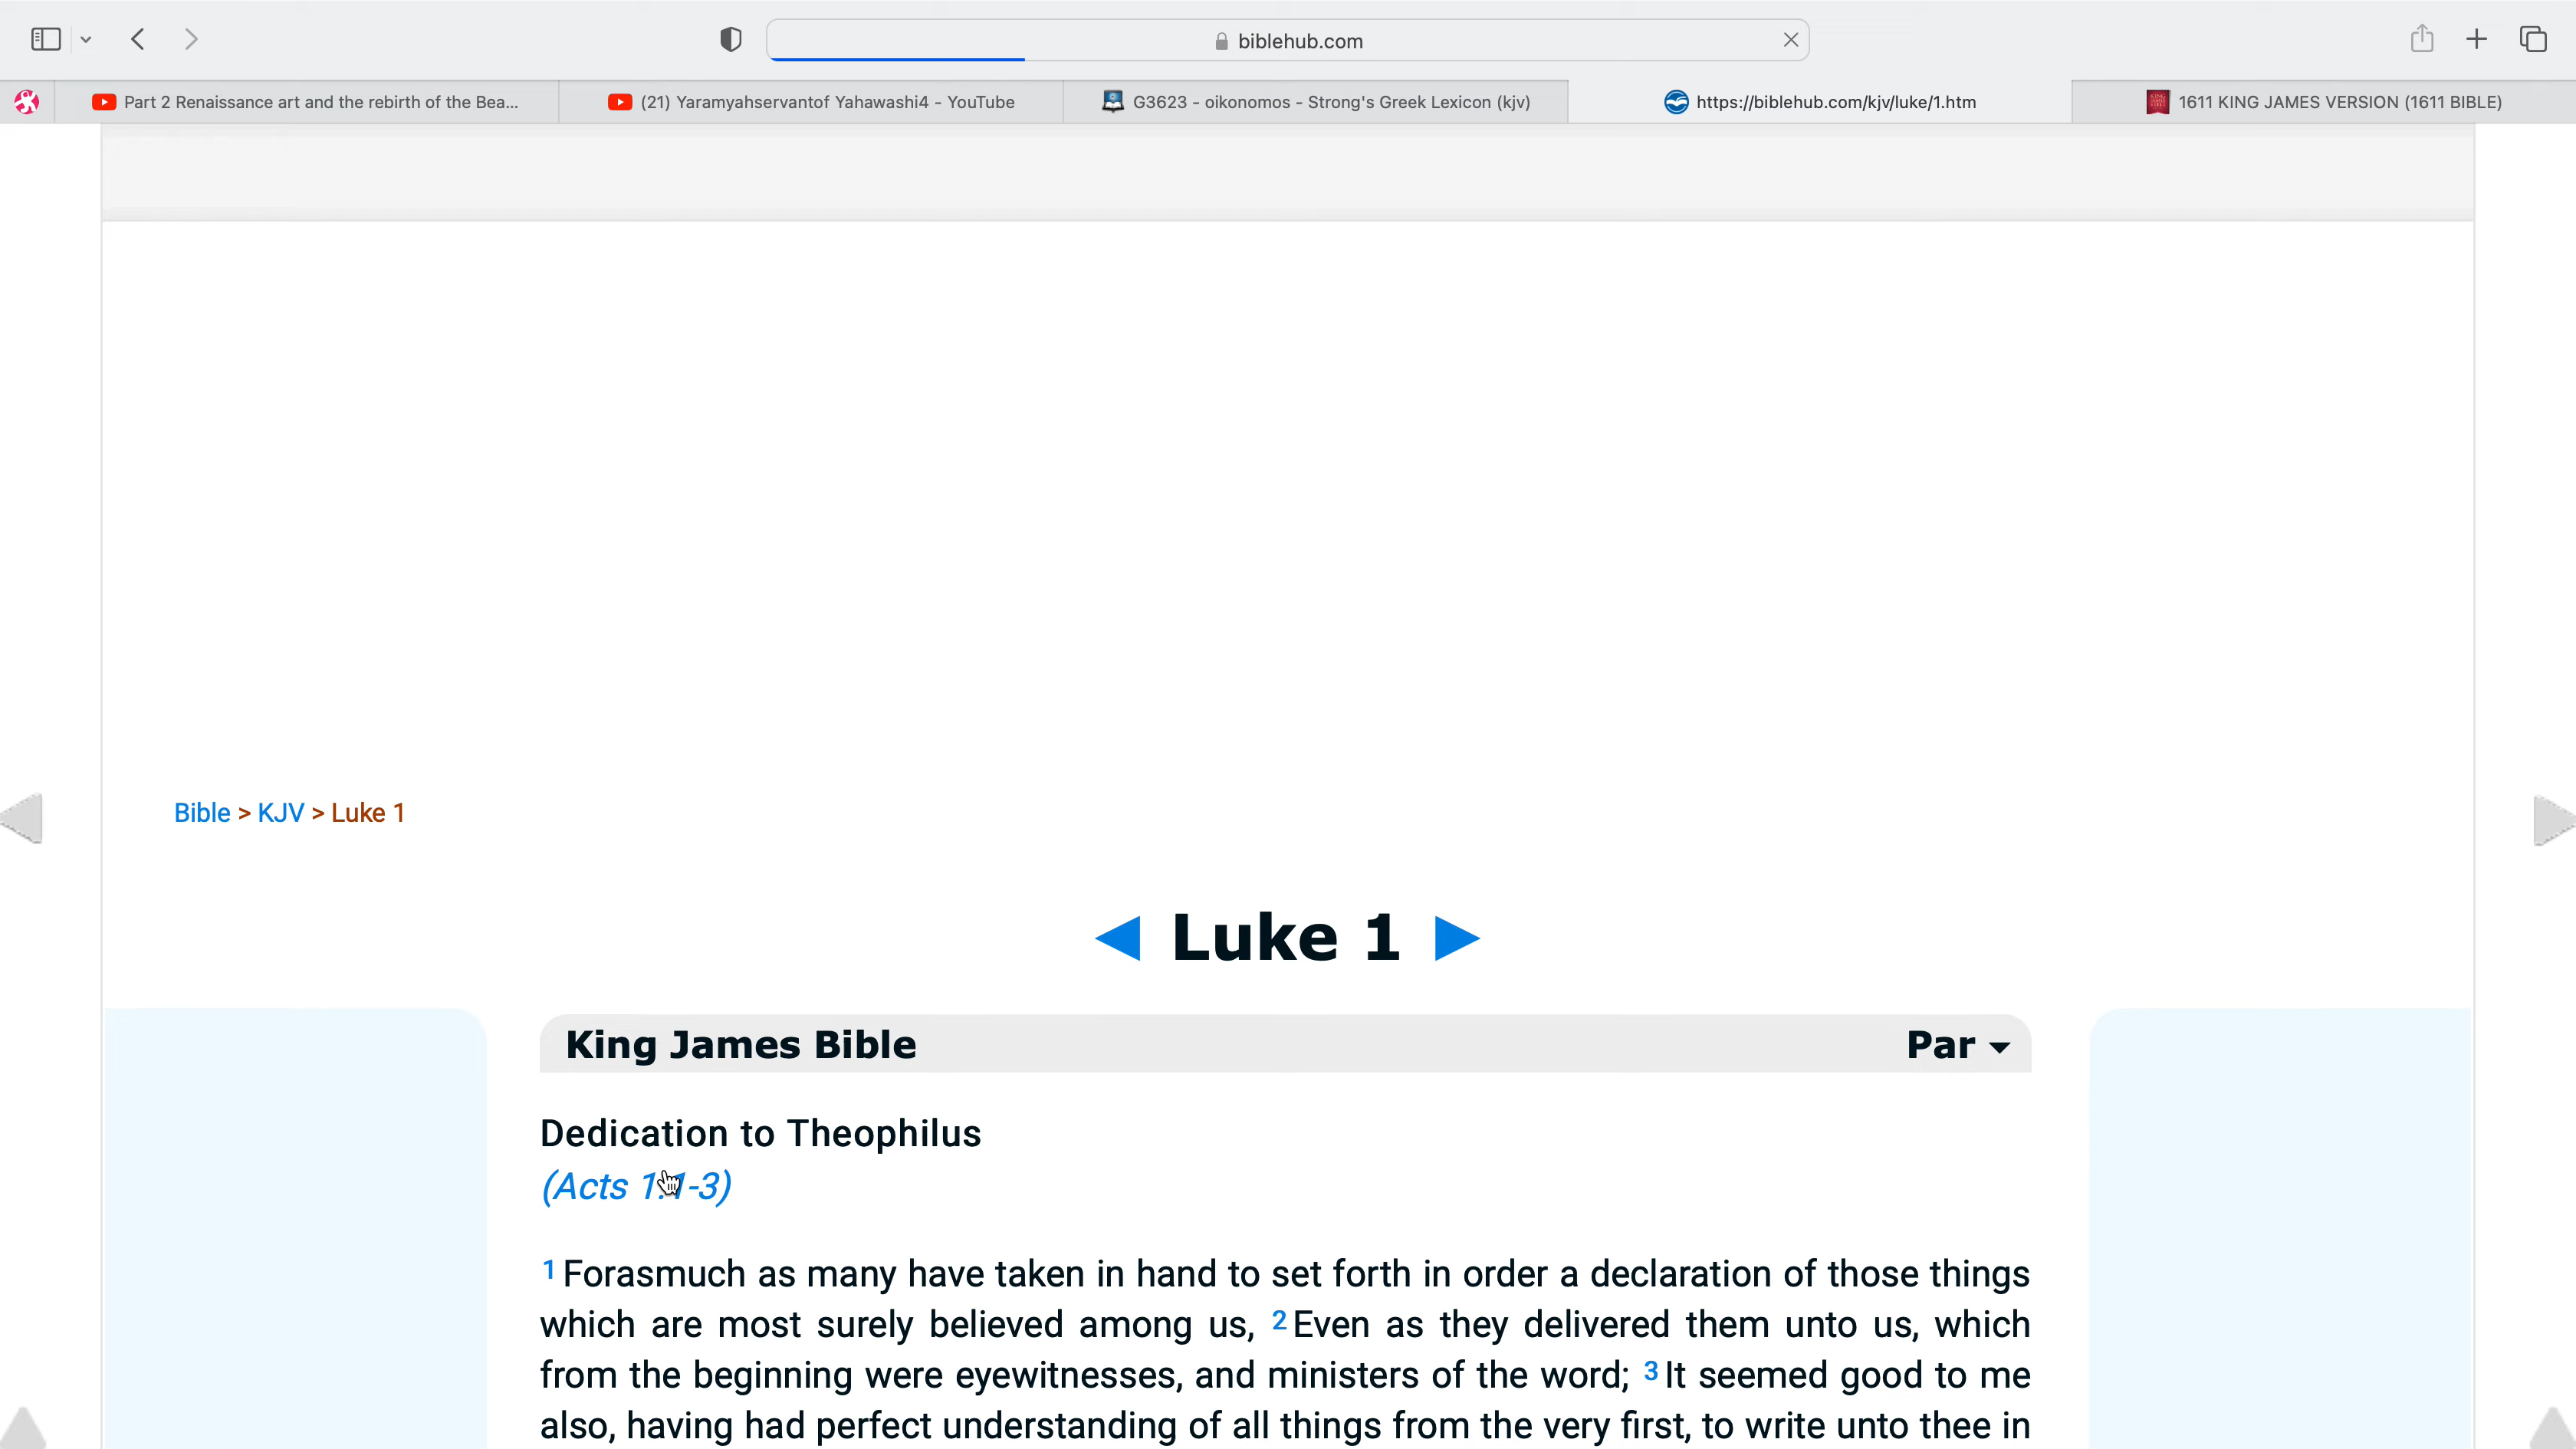 biblehub.com
Part 2 Renaissance art and the rebirth of the Bea...
(21) Yaramyahservantof Yahawashi4 - YouTube
G3623 - oikonomos - Strong's Greek Lexicon (kjv)
https://biblehub.com/kjv/luke/1.htm
1611 KING JAMES VERSION (1611 BIBLE)
Bible > KJV > Luke 1
Luke 1
King James Bible
Par
Dedication to Theophilus
(Acts 1:1-3)
1 Forasmuch as many have taken in hand to set forth in order a declaration of those things
which are most surely believed among us, 2 Even as they delivered them unto us, which
from the beginning were eyewitnesses, and ministers of the word; 3 It seemed good to me
also, having had perfect understanding of all things from the very first, to write unto thee in